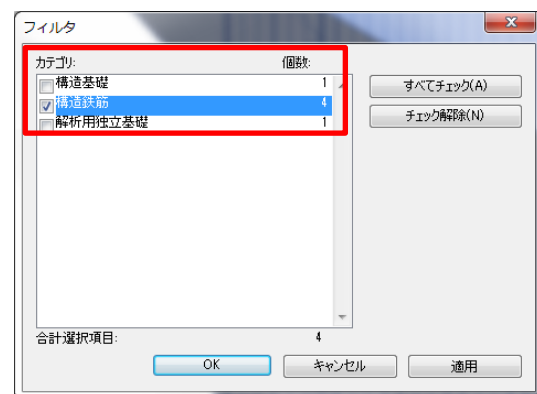 フィルタ
カテゴリ: 個数:
構造基礎 1
構造鉄筋 4
解析用独立基礎 1
すべてチェック(A)
チェック解除(N)
合計選択項目: 4
OK キャンセル 適用